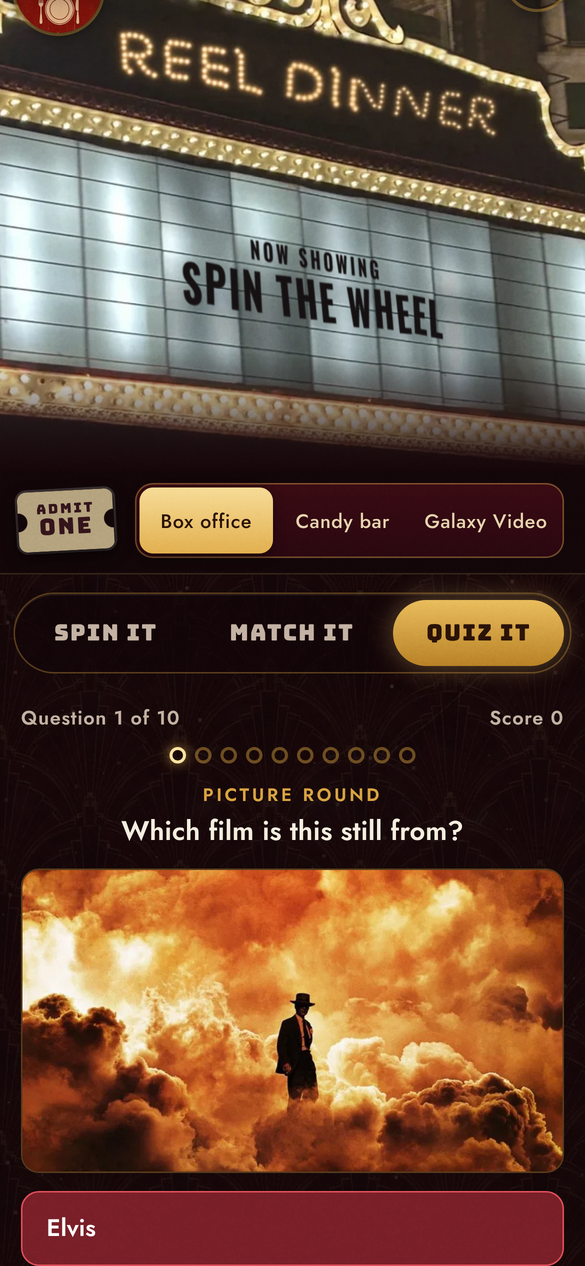 REEL DINNER
NOW SHOWING
SPIN THE WHEEL
ADMIT
ONE
Box office
Candy bar
Galaxy Video
SPIN IT
MATCH IT
QUIZ IT
Question 1 of 10
Score 0
PICTURE ROUND
Which film is this still from?
Elvis